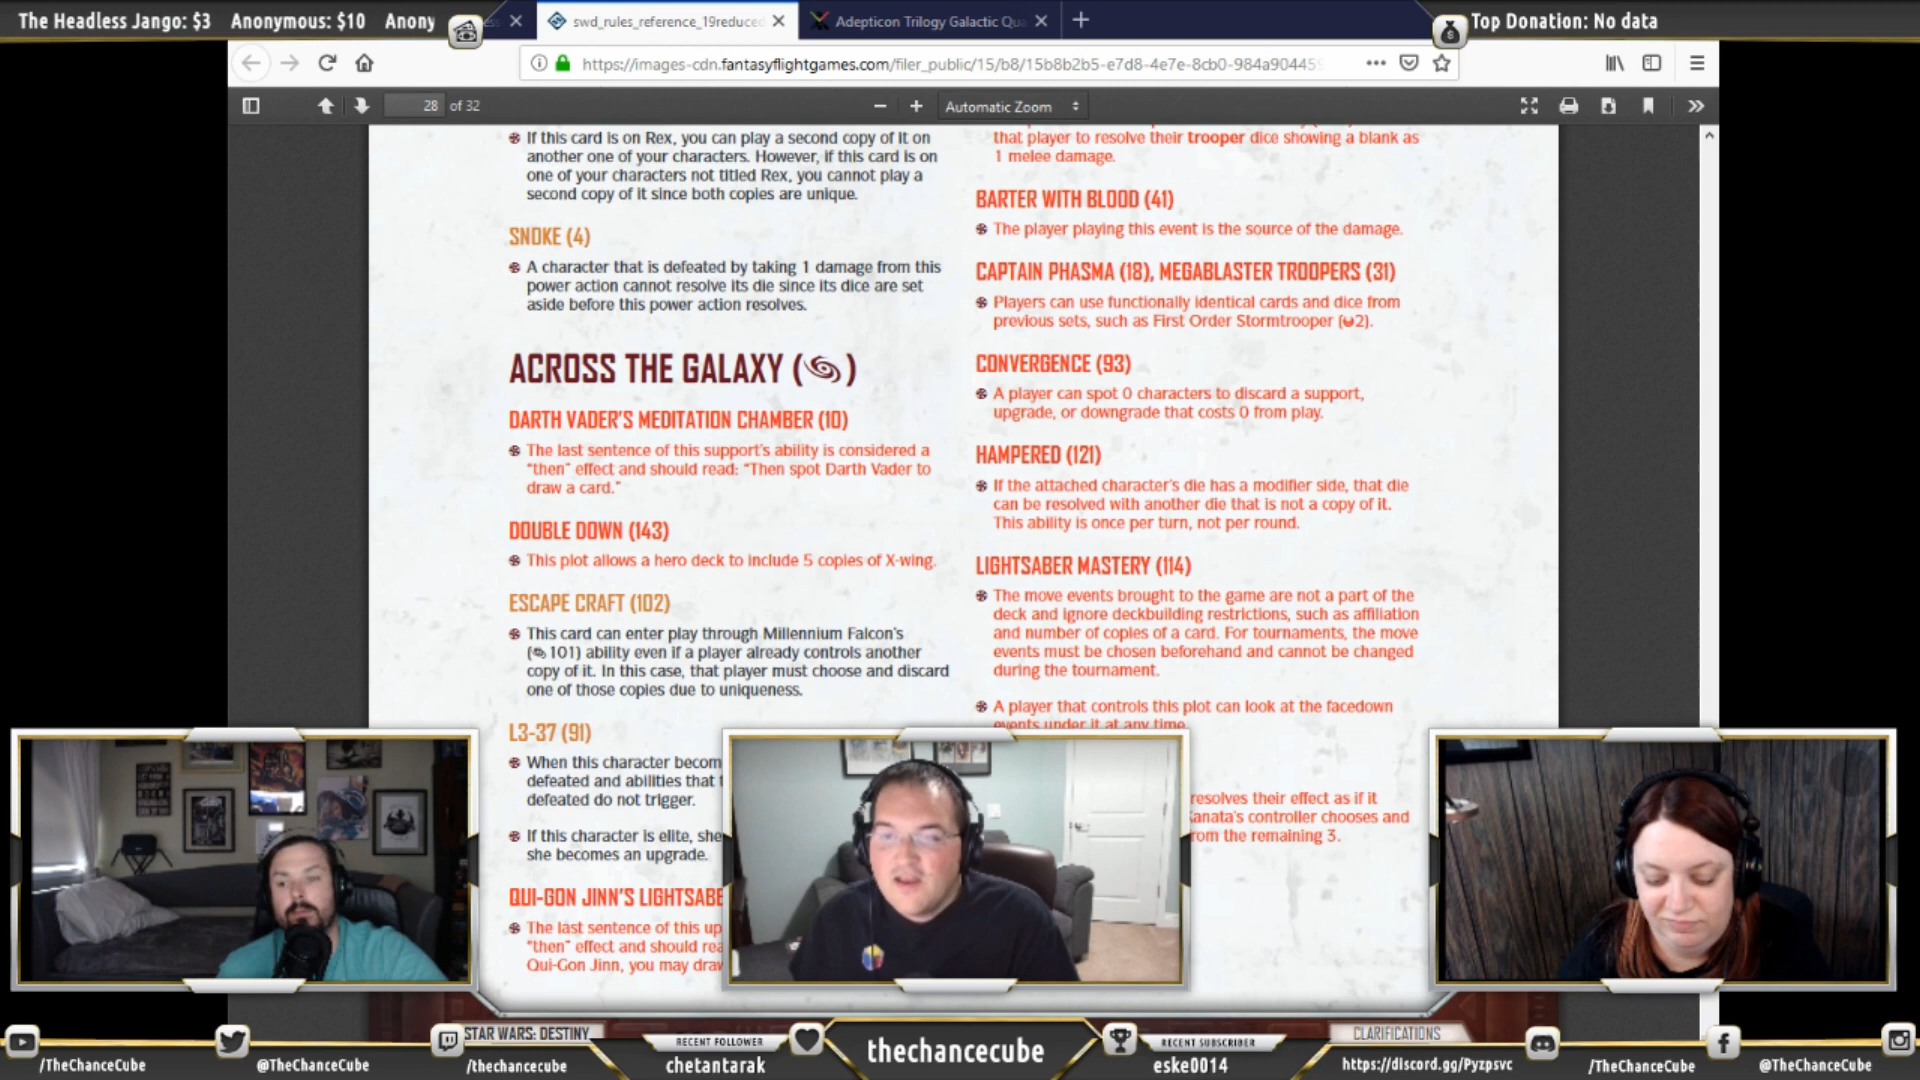 The Headless Jango: $3 Anonymous: $10 Anony
swd_rules_reference_19reduced
Adepticon Trilogy Galactic Qua
Top Donation: No data
https://images-cdn.fantasyflightgames.com/filer_public/15/b8/15b8b2b5-e7d8-4e7e-8cb0-984a904459
28 of 32
Automatic Zoom
If this card is on Rex, you can play a second copy of it on
another one of your characters. However, if this card is on
one of your characters not titled Rex, you cannot play a
second copy of it since both copies are unique.
SNOKE (4)
A character that is defeated by taking 1 damage from this
power action cannot resolve its die since its dice are set
aside before this power action resolves.
ACROSS THE GALAXY ( )
DARTH VADER'S MEDITATION CHAMBER (10)
The last sentence of this support's ability is considered a
"then" effect and should read: "Then spot Darth Vader to
draw a card."
DOUBLE DOWN (143)
This plot allows a hero deck to include 5 copies of X-wing.
ESCAPE CRAFT (102)
This card can enter play through Millennium Falcon's
( 101) ability even if a player already controls another
copy of it. In this case, that player must choose and discard
one of those copies due to uniqueness.
L3-37 (91)
When this character becom
defeated and abilities that t
defeated do not trigger.
If this character is elite, she
she becomes an upgrade.
QUI-GON JINN'S LIGHTSABE
The last sentence of this up
"then" effect and should rea
Qui-Gon Jinn, you may draw
that player to resolve their trooper dice showing a blank as
1 melee damage.
BARTER WITH BLOOD (41)
The player playing this event is the source of the damage.
CAPTAIN PHASMA (18), MEGABLASTER TROOPERS (31)
Players can use functionally identical cards and dice from
previous sets, such as First Order Stormtrooper ( 2).
CONVERGENCE (93)
A player can spot 0 characters to discard a support,
upgrade, or downgrade that costs 0 from play.
HAMPERED (121)
If the attached character's die has a modifier side, that die
can be resolved with another die that is not a copy of it.
This ability is once per turn, not per round.
LIGHTSABER MASTERY (114)
The move events brought to the game are not a part of the
deck and ignore deckbuilding restrictions, such as affiliation
and number of copies of a card. For tournaments, the move
events must be chosen beforehand and cannot be changed
during the tournament.
A player that controls this plot can look at the facedown
events under it at any time.
resolves their effect as if it
Kanata's controller chooses and
rom the remaining 3.
STAR WARS: DESTINY
CLARIFICATIONS
/TheChanceCube
@TheChanceCube
/thechancecube
RECENT FOLLOWER
chetantarak
thechancecube
RECENT SUBSCRIBER
eske0014
https://discord.gg/Pyzpsvc
/TheChanceCube
@TheChanceCube